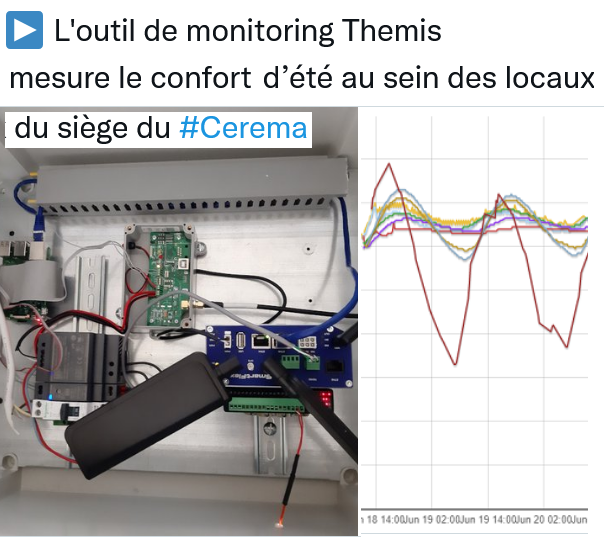 L'outil de monitoring Themis
mesure le confort d’été au sein des locaux
du siège du #Cerema
SmartFlex
18 14:00Jun 19 02:00Jun 19 14:00Jun 20 02:00Jun